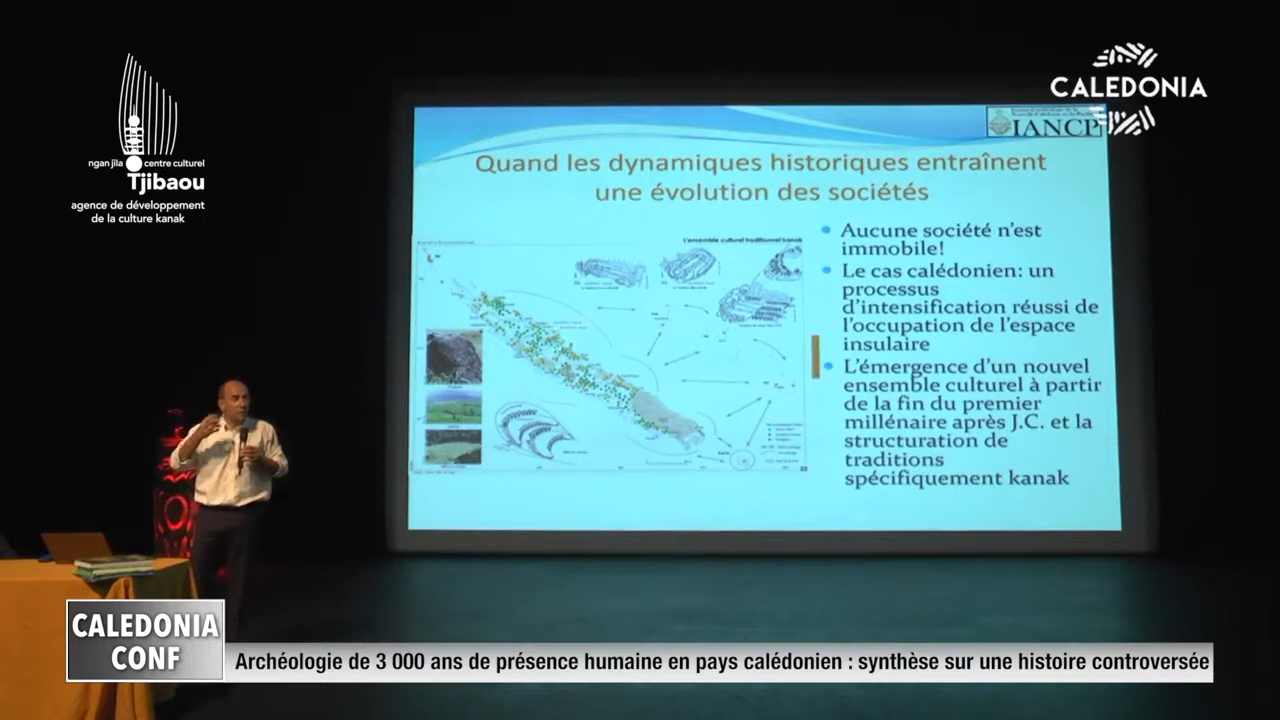 ngan jila centre culturel
Tjibaou
agence de développement
de la culture kanak
CALEDONIA
IANCP
Quand les dynamiques historiques entraînent
une évolution des sociétés
L'ensemble culturel traditionnel kanak
Aucune société n'est
immobile!
Le cas calédonien: un
processus
d'intensification réussi de
l'occupation de l'espace
insulaire
L'émergence d'un nouvel
ensemble culturel à partir
de la fin du premier
millénaire après J.C. et la
structuration de
traditions
spécifiquement kanak
CALEDONIA
CONF
Archéologie de 3 000 ans de présence humaine en pays calédonien : synthèse sur une histoire controversée